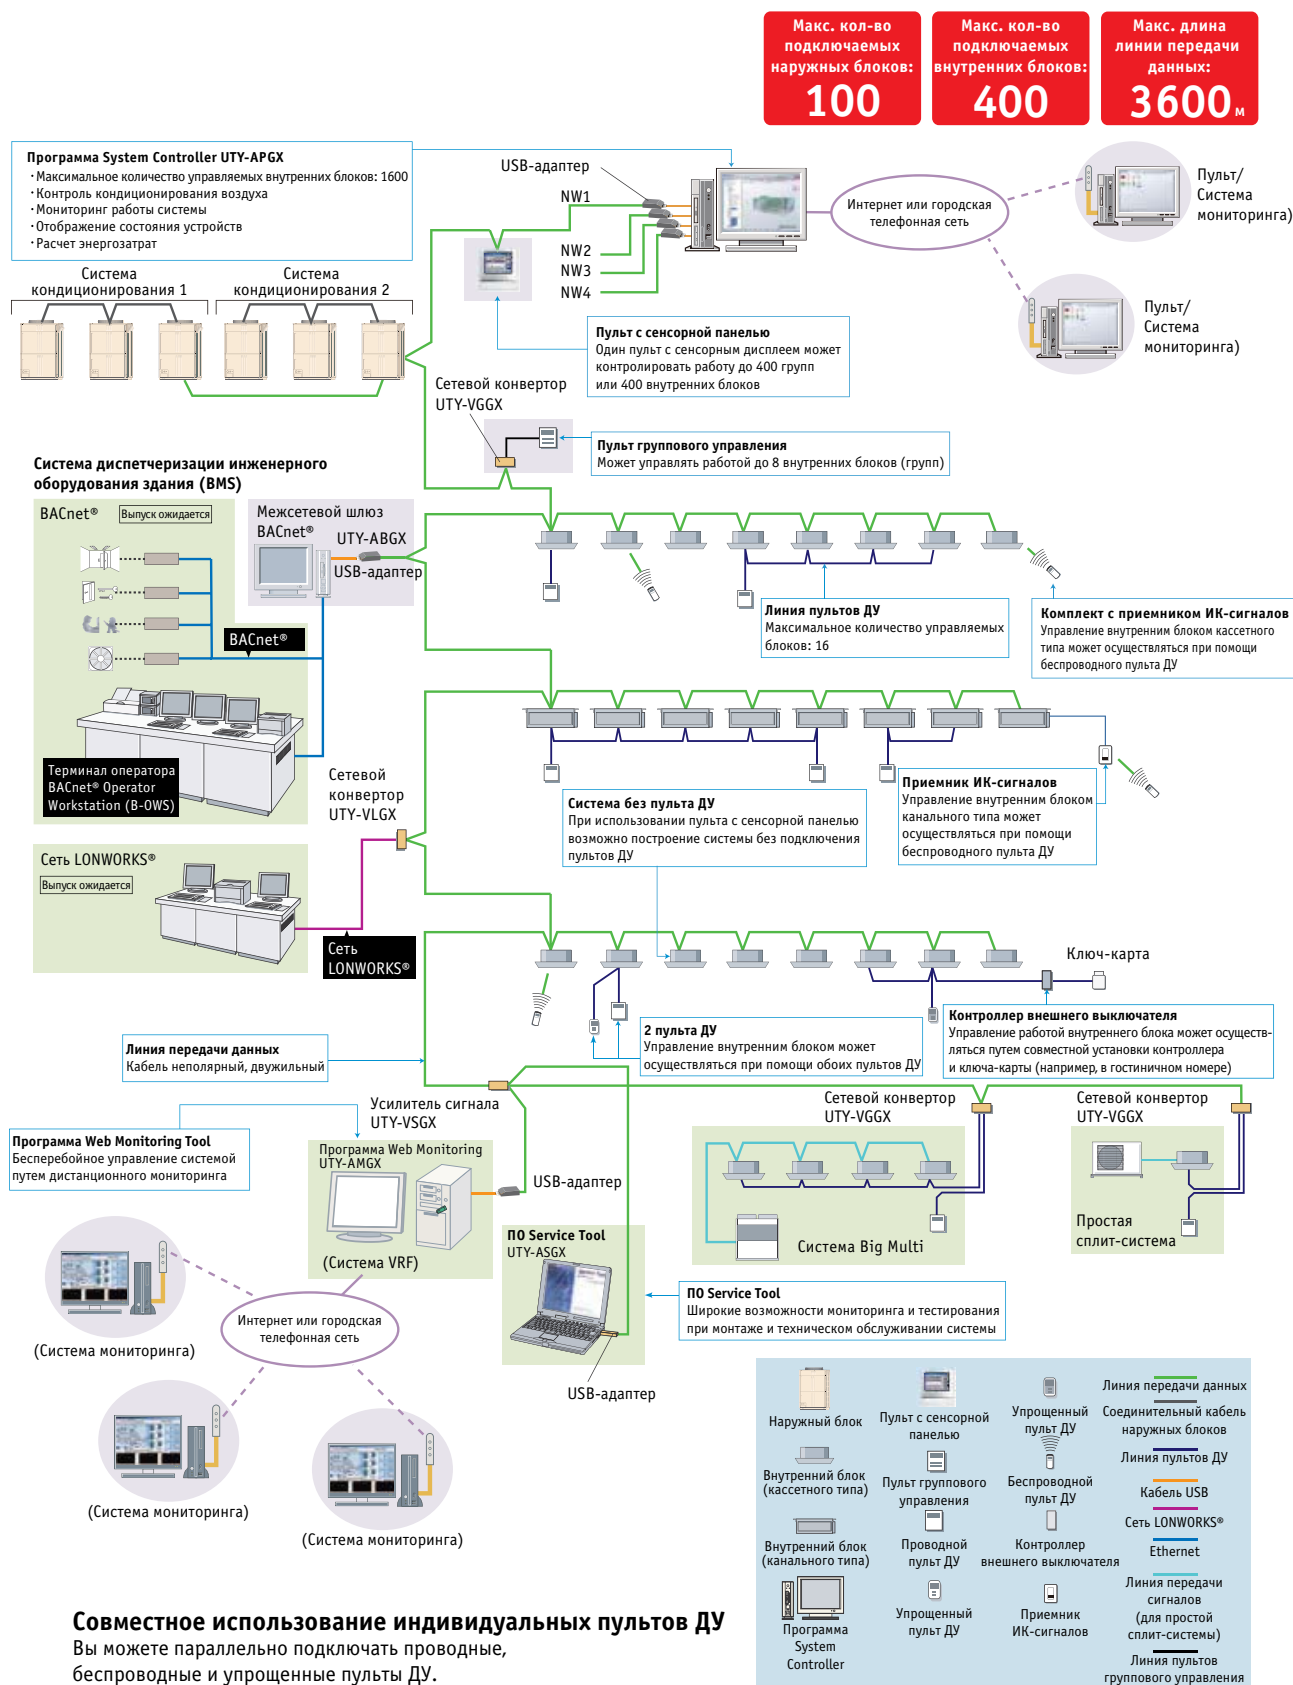 Макс. кол-во
подключаемых
наружных блоков:
100
Макс. кол-во
подключаемых
внутренних блоков:
400
Макс. длина
линии передачи
данных:
3600 м
Программа System Controller UTY-APGX
·Максимальное количество управляемых внутренних блоков: 1600
·Контроль кондиционирования воздуха
·Мониторинг работы системы
·Отображение состояния устройств
·Расчет энергозатрат
USB-адаптер
NW1
NW2
NW3
NW4
Интернет или городская
телефонная сеть
Пульт/
Система
мониторинга)
Пульт/
Система
мониторинга)
Система
кондиционирования 1
Система
кондиционирования 2
Пульт с сенсорной панелью
Один пульт с сенсорным дисплеем может
контролировать работу до 400 групп
или 400 внутренних блоков
Сетевой конвертор
UTY-VGGX
Пульт группового управления
Может управлять работой до 8 внутренних блоков (групп)
Система диспетчеризации инженерного
оборудования здания (BMS)
BACnet®
Выпуск ожидается
Межсетевой шлюз
BACnet®
UTY-ABGX
USB-адаптер
BACnet®
Терминал оператора
BACnet® Operator
Workstation (B-OWS)
Линия пультов ДУ
Максимальное количество управляемых
блоков: 16
Комплект с приемником ИК-сигналов
Управление внутренним блоком кассетного
типа может осуществляться при помощи
беспроводного пульта ДУ
Сетевой
конвертор
UTY-VLGX
Система без пульта ДУ
При использовании пульта с сенсорной панелью
возможно построение системы без подключения
пультов ДУ
Приемник ИК-сигналов
Управление внутренним блоком
канального типа может
осуществляться при помощи
беспроводного пульта ДУ
Сеть LONWORKS®
Выпуск ожидается
Сеть
LONWORKS®
Ключ-карта
Линия передачи данных
Кабель неполярный, двужильный
2 пульта ДУ
Управление внутренним блоком может
осуществляться при помощи обоих пультов ДУ
Контроллер внешнего выключателя
Управление работой внутреннего блока может осуществ-
ляться путем совместной установки контроллера
и ключа-карты (например, в гостиничном номере)
Усилитель сигнала
UTY-VSGX
Сетевой конвертор
UTY-VGGX
Сетевой конвертор
UTY-VGGX
Программа Web Monitoring Tool
Бесперебойное управление системой
путем дистанционного мониторинга
Программа Web Monitoring
UTY-AMGX
(Система VRF)
USB-адаптер
ПО Service Tool
UTY-ASGX
USB-адаптер
Система Big Multi
Простая
сплит-система
ПО Service Tool
Широкие возможности мониторинга и тестирования
при монтаже и техническом обслуживании системы
Интернет или городская
телефонная сеть
(Система мониторинга)
(Система мониторинга)
(Система мониторинга)
Наружный блок
Пульт с сенсорной
панелью
Упрощенный
пульт ДУ
Линия передачи данных
Соединительный кабель
наружных блоков
Внутренний блок
(кассетного типа)
Пульт группового
управления
Беспроводной
пульт ДУ
Линия пультов ДУ
Кабель USB
Сеть LONWORKS®
Внутренний блок
(канального типа)
Проводной
пульт ДУ
Контроллер
внешнего выключателя
Ethernet
Линия передачи
сигналов
(для простой
сплит-системы)
Программа
System
Controller
Упрощенный
пульт ДУ
Приемник
ИК-сигналов
Линия пультов
группового управления
Совместное использование индивидуальных пультов ДУ
Вы можете параллельно подключать проводные,
беспроводные и упрощенные пульты ДУ.